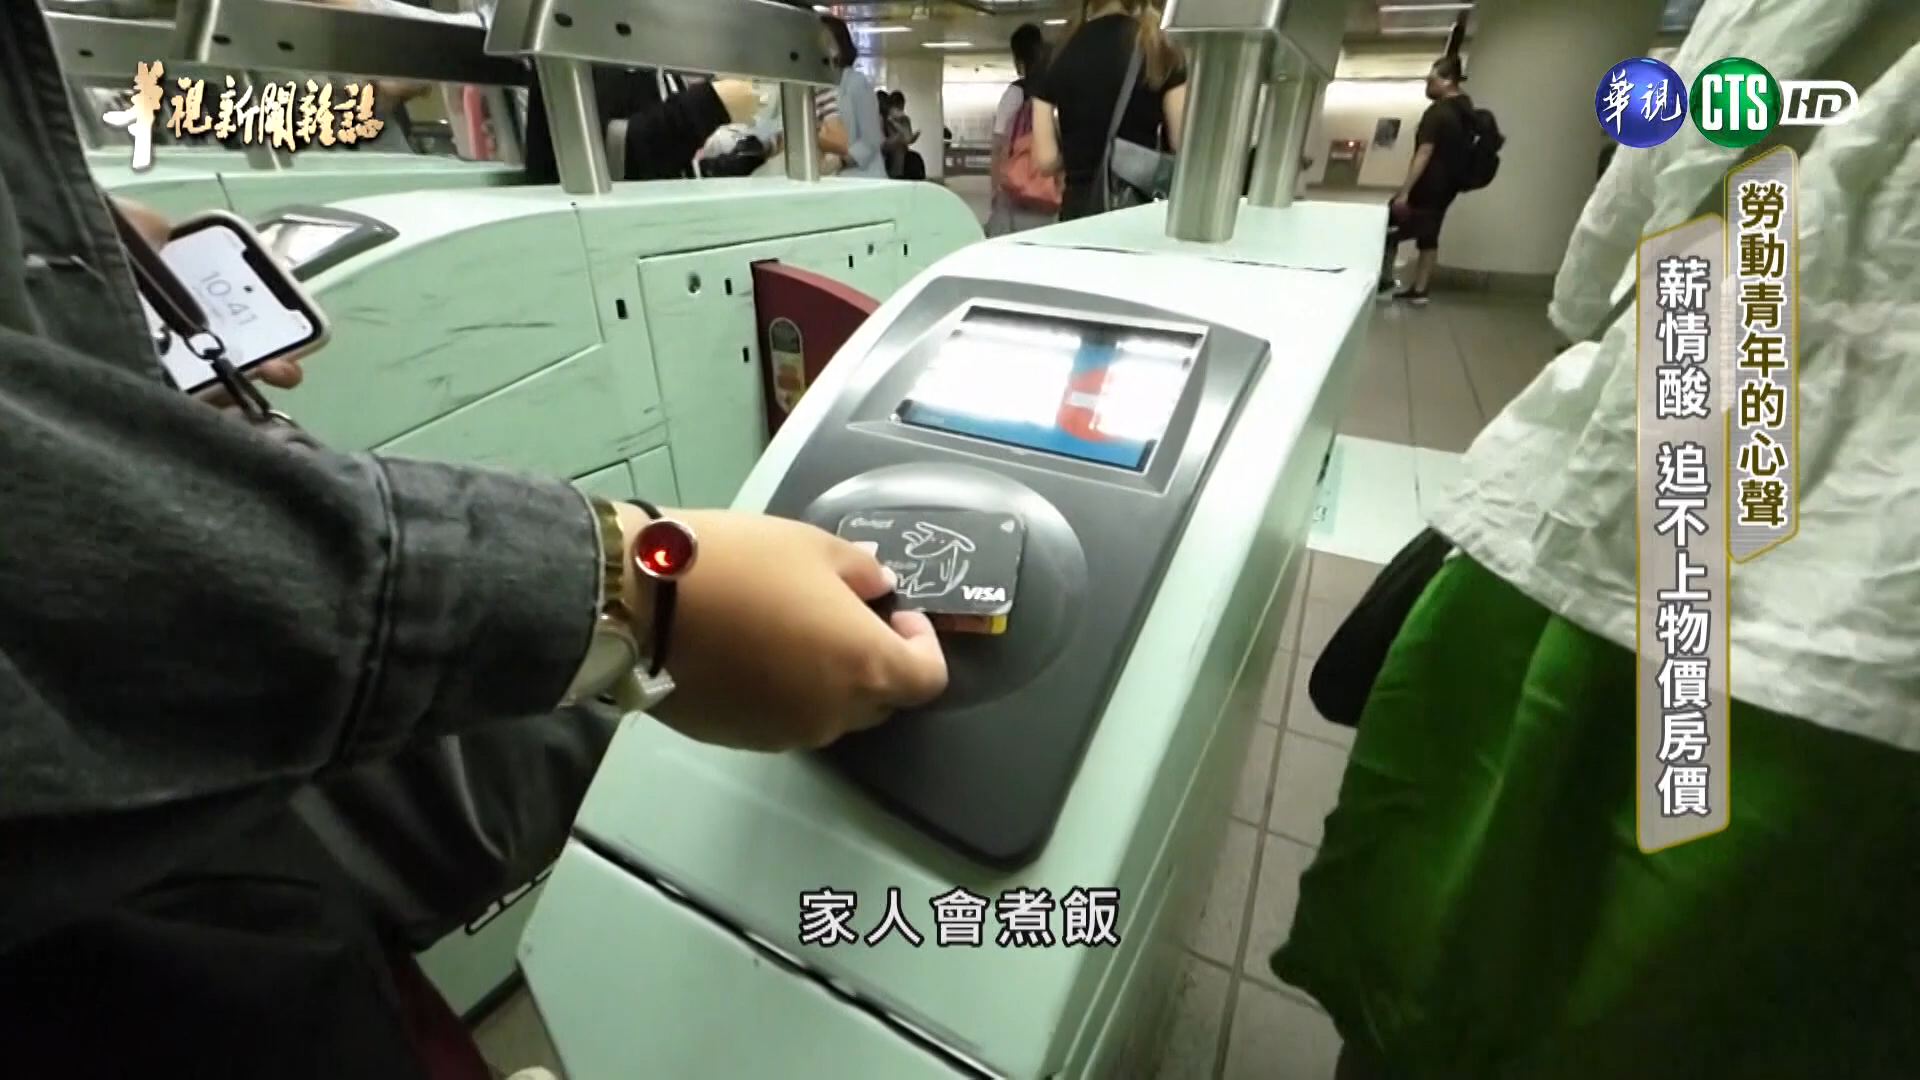 華視新聞雜誌
華視 CTS HD
勞動青年的心聲
薪情酸 追不上物價房價
10:41
VISA
家人會煮飯